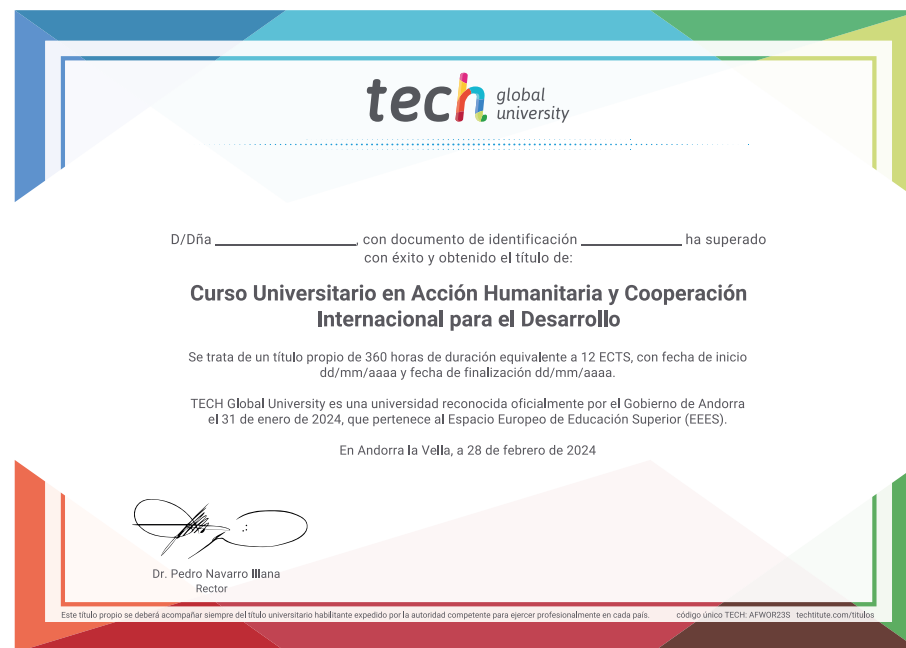 tech global university
D/Dña ____________, con documento de identificación ____________ ha superado
con éxito y obtenido el título de:
Curso Universitario en Acción Humanitaria y Cooperación
Internacional para el Desarrollo
Se trata de un título propio de 360 horas de duración equivalente a 12 ECTS, con fecha de inicio
dd/mm/aaaa y fecha de finalización dd/mm/aaaa.
TECH Global University es una universidad reconocida oficialmente por el Gobierno de Andorra
el 31 de enero de 2024, que pertenece al Espacio Europeo de Educación Superior (EEES).
En Andorra la Vella, a 28 de febrero de 2024
Dr. Pedro Navarro Illana
Rector
Este título propio se deberá acompañar siempre del título universitario habilitante expedido por la autoridad competente para ejercer profesionalmente en cada país. código único TECH: AFWOR23S techtitute.com/titulos